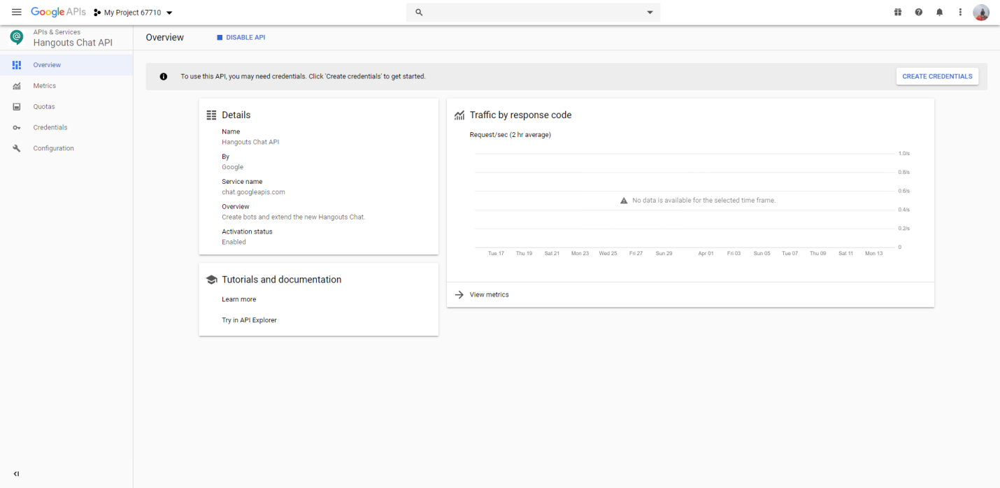 Google APIs My Project 67710
APIs & Services
Hangouts Chat API
Overview
DISABLE API
Overview
Metrics
Quotas
Credentials
Configuration
To use this API, you may need credentials. Click 'Create credentials' to get started.
CREATE CREDENTIALS
Details
Name
Hangouts Chat API
By
Google
Service name
chat.googleapis.com
Overview
Create bots and extend the new Hangouts Chat.
Activation status
Enabled
Tutorials and documentation
Learn more
Try in API Explorer
Traffic by response code
Request/sec (2 hr average)
1.0/s
0.8/s
0.6/s
No data is available for the selected time frame.
0.4/s
0.2/s
0
Tue 17 Thu 19 Sat 21 Mon 23 Wed 25 Fri 27 Sun 29 Apr 01 Fri 03 Sun 05 Tue 07 Thu 09 Sat 11 Mon 13
View metrics